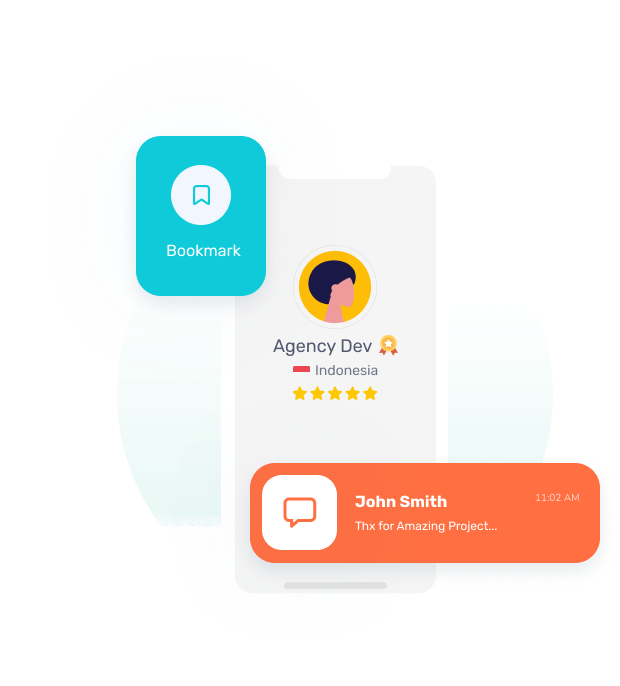 Bookmark
Agency Dev
Indonesia
John Smith
11:02 AM
Thx for Amazing Project...